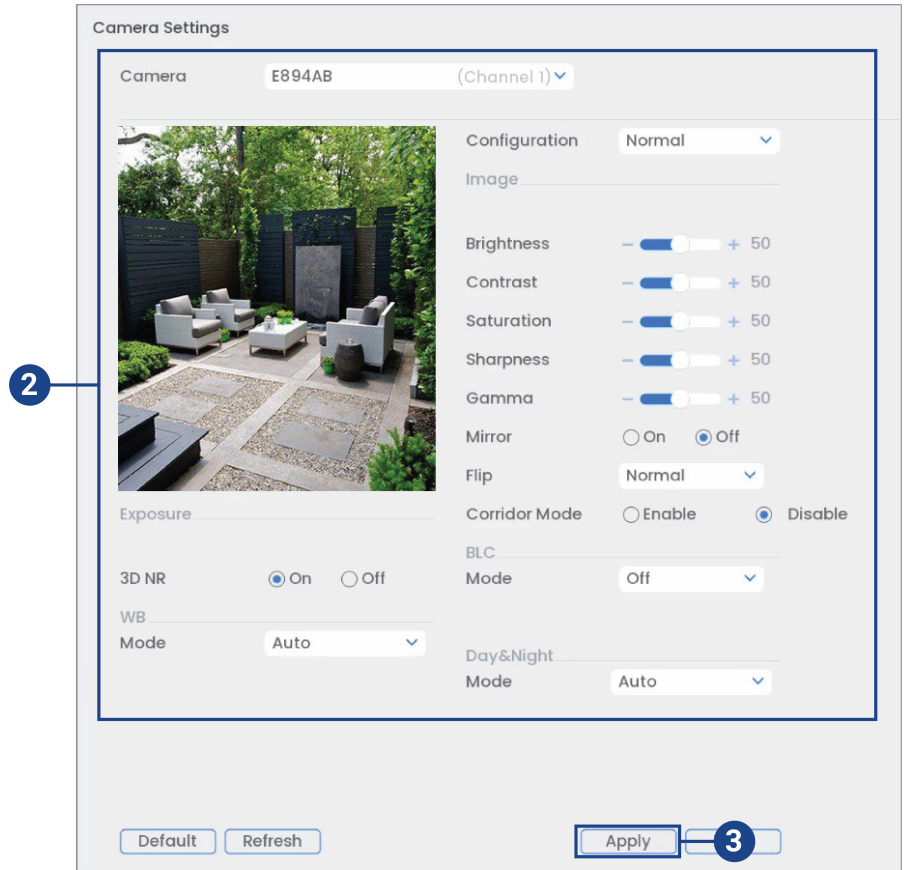 Camera Settings
Camera E894AB (Channel 1)
Configuration Normal
Image
Brightness - + 50
Contrast - + 50
Saturation - + 50
Sharpness - + 50
Gamma - + 50
Mirror On Off
Flip Normal
Corridor Mode Enable Disable
BLC
Mode Off
Day&Night
Mode Auto
Exposure
3D NR On Off
WB
Mode Auto
Default Refresh Apply
2
3